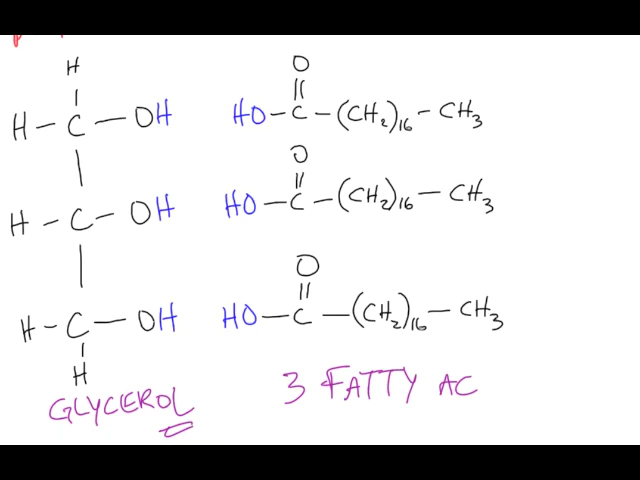 H
O
H-C-OH HO-C-(CH₂)₁₆-CH₃
O
H-C-OH HO-C-(CH₂)₁₆-CH₃
O
H-C-OH HO-C-(CH₂)₁₆-CH₃
H
GLYCEROL 3 FATTY AC